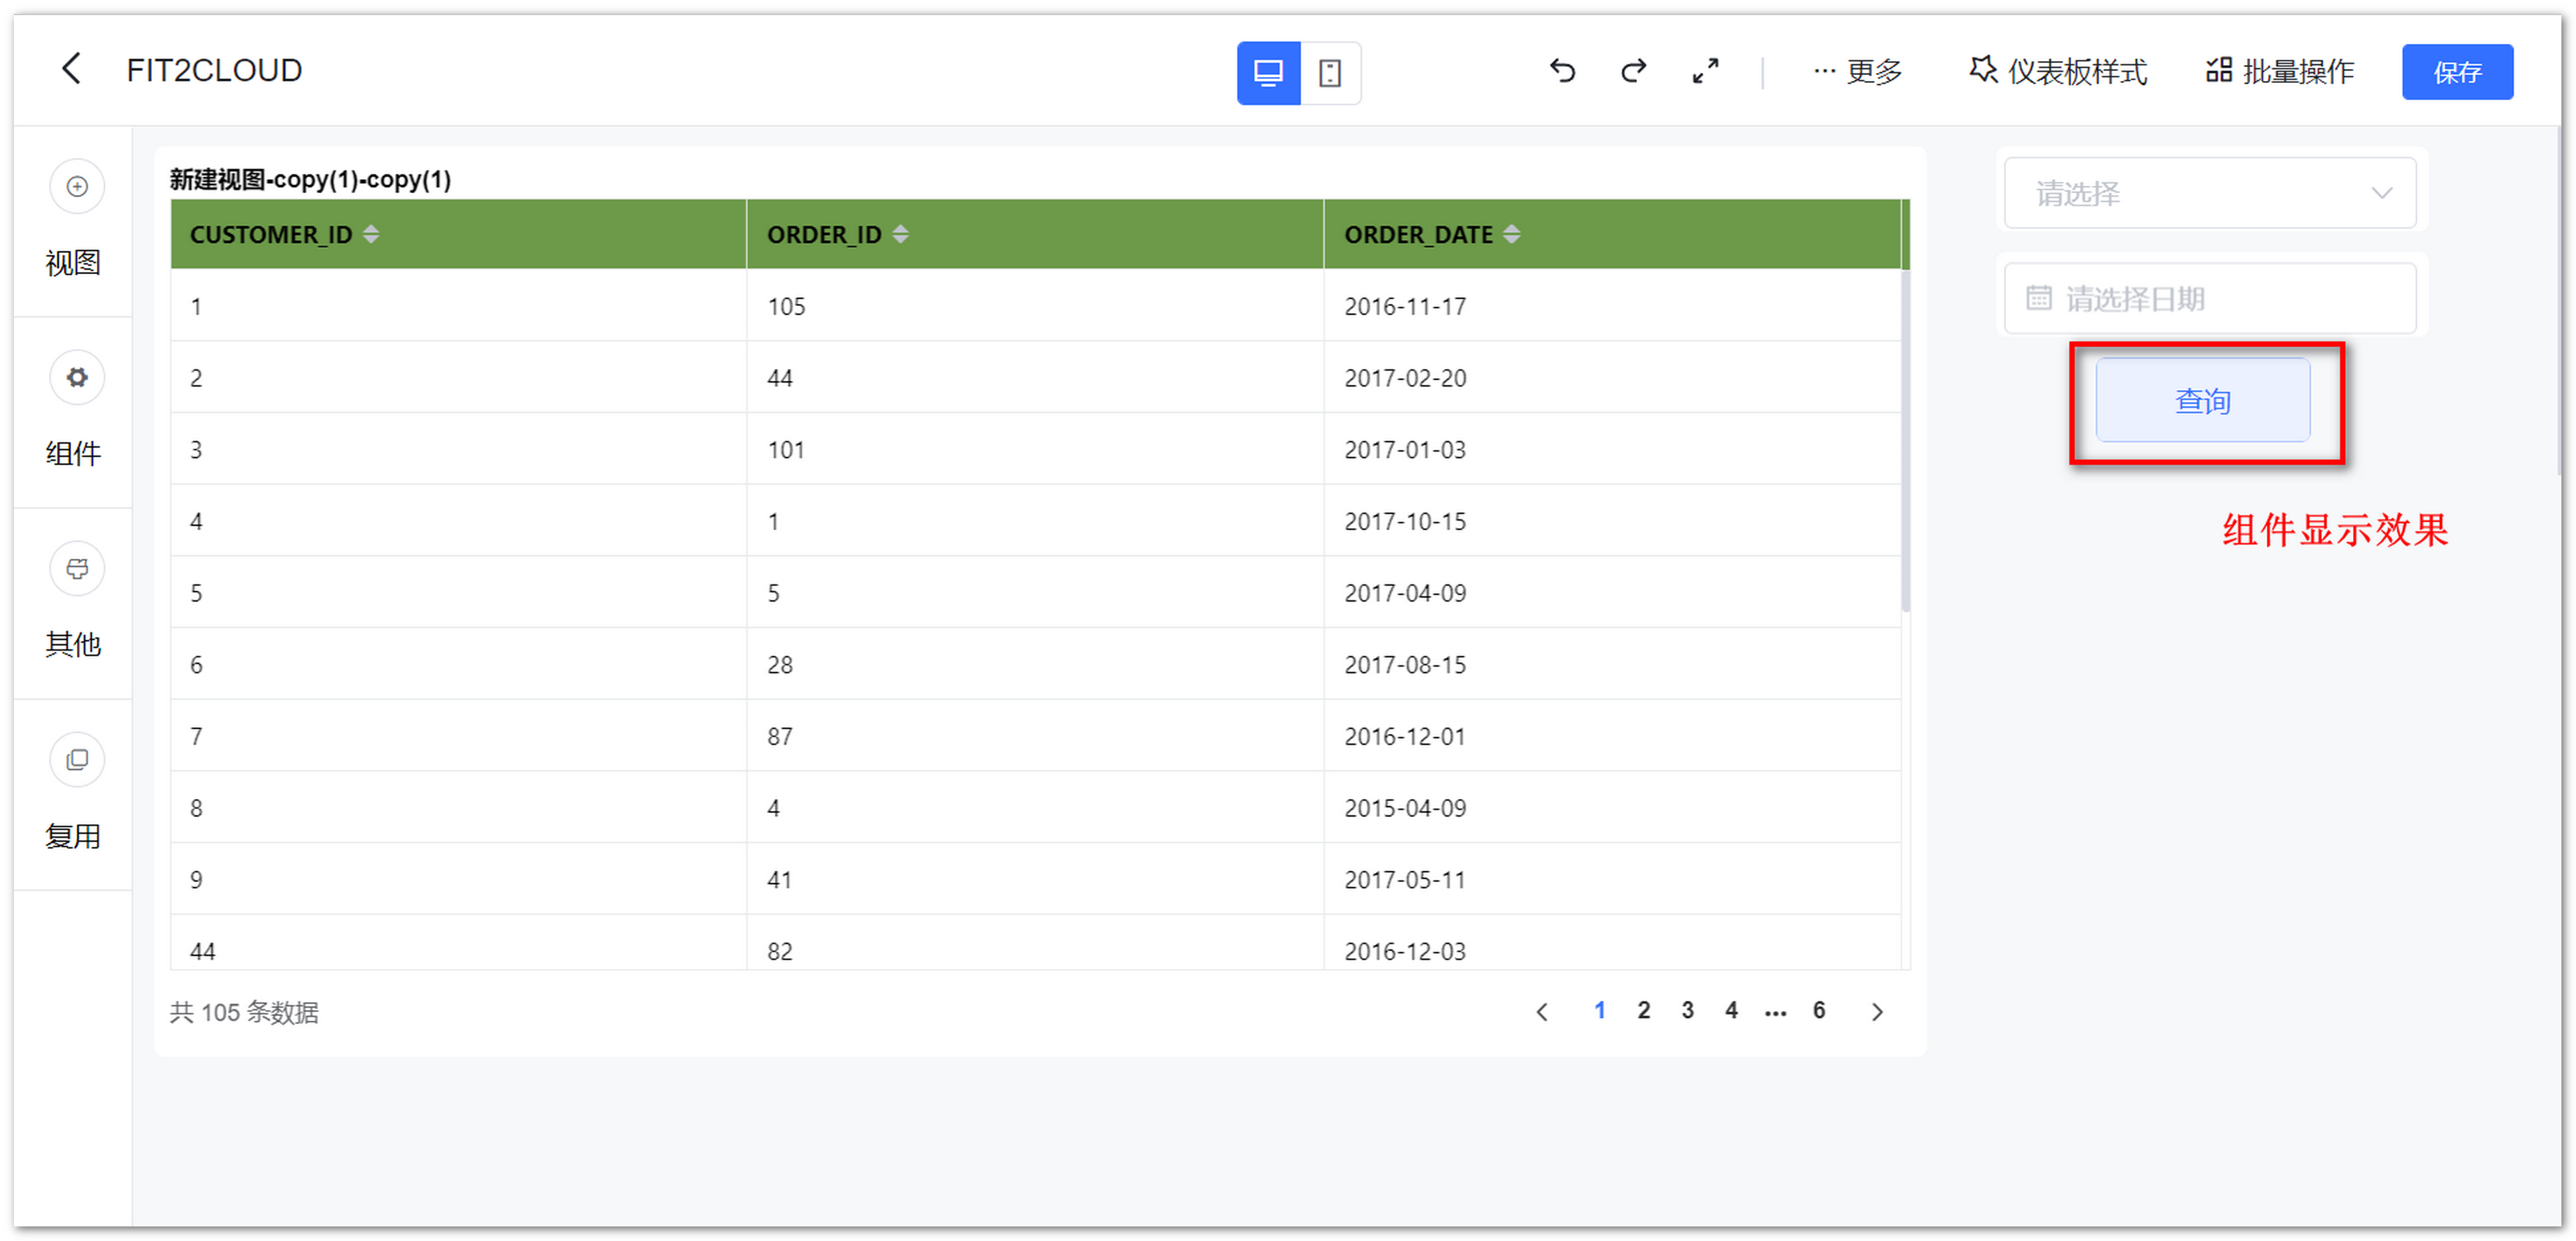 FIT2CLOUD
··· 更多
仪表板样式
批量操作
保存
视图
组件
其他
复用
新建视图-copy(1)-copy(1)
CUSTOMER_ID ORDER_ID ORDER_DATE
1 105 2016-11-17
2 44 2017-02-20
3 101 2017-01-03
4 1 2017-10-15
5 5 2017-04-09
6 28 2017-08-15
7 87 2016-12-01
8 4 2015-04-09
9 41 2017-05-11
44 82 2016-12-03
共 105 条数据
1 2 3 4 ... 6
请选择
请选择日期
查询
组件显示效果